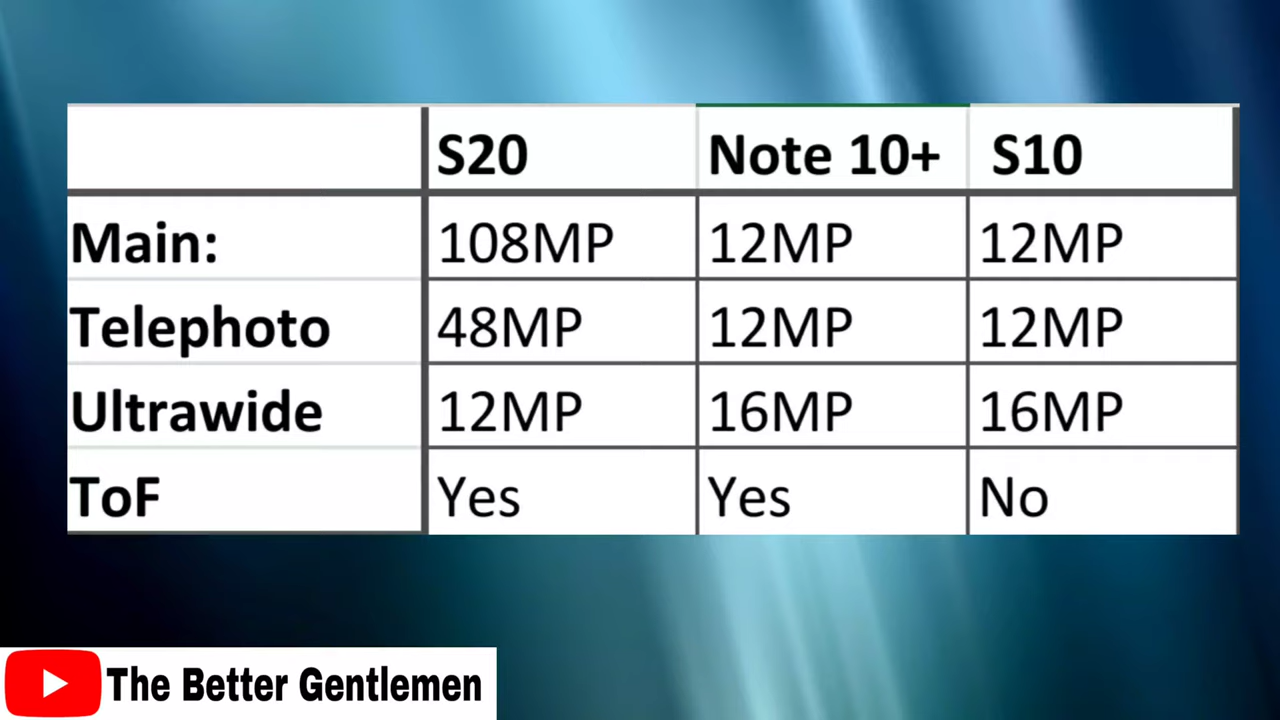 S20 Note 10+ S10
Main: 108MP 12MP 12MP
Telephoto 48MP 12MP 12MP
Ultrawide 12MP 16MP 16MP
ToF Yes Yes No
The Better Gentlemen